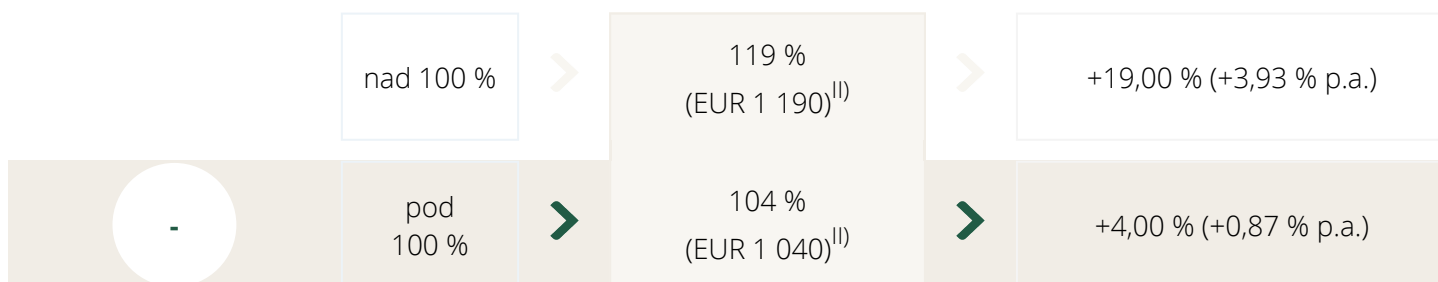 nad 100 %
119 %
(EUR 1 190)II)
+19,00 % (+3,93 % p.a.)
-
pod
100 %
104 %
(EUR 1 040)II)
+4,00 % (+0,87 % p.a.)